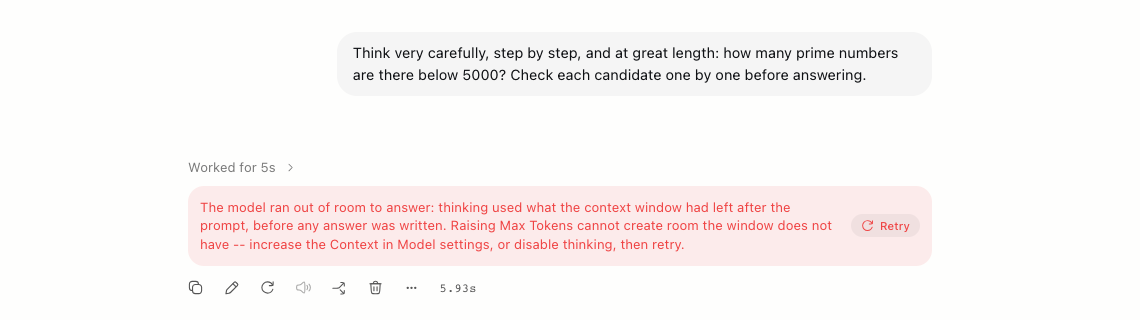 Think very carefully, step by step, and at great length: how many prime numbers
are there below 5000? Check each candidate one by one before answering.
Worked for 5s
The model ran out of room to answer: thinking used what the context window had left after the
prompt, before any answer was written. Raising Max Tokens cannot create room the window does not
have -- increase the Context in Model settings, or disable thinking, then retry.
Retry
5.93s